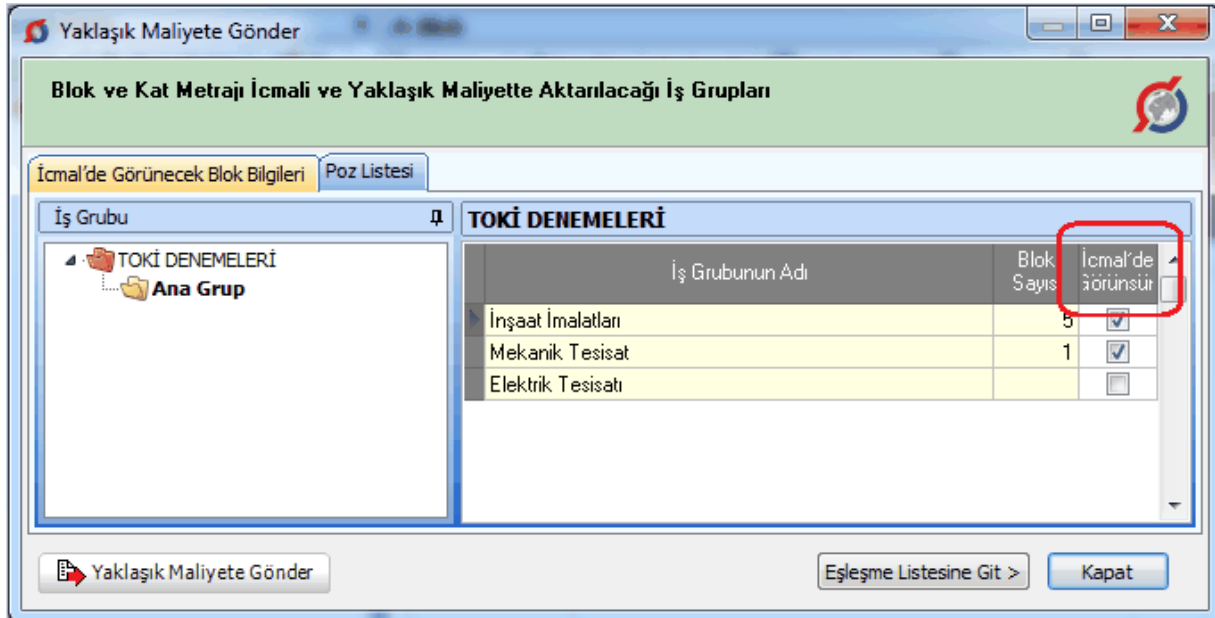 Yaklaşık Maliyete Gönder
Blok ve Kat Metrajı İcmali ve Yaklaşık Maliyette Aktarılacağı İş Grupları
İcmal'de Görünecek Blok Bilgileri Poz Listesi
İş Grubu
TOKİ DENEMELERİ
TOKİ DENEMELERİ
Ana Grup
İş Grubunun Adı
Blok
Sayıs
İcmal'de
Görünsür
İnşaat İmalatları 5
Mekanik Tesisat 1
Elektrik Tesisatı
Yaklaşık Maliyete Gönder
Eşleşme Listesine Git >
Kapat